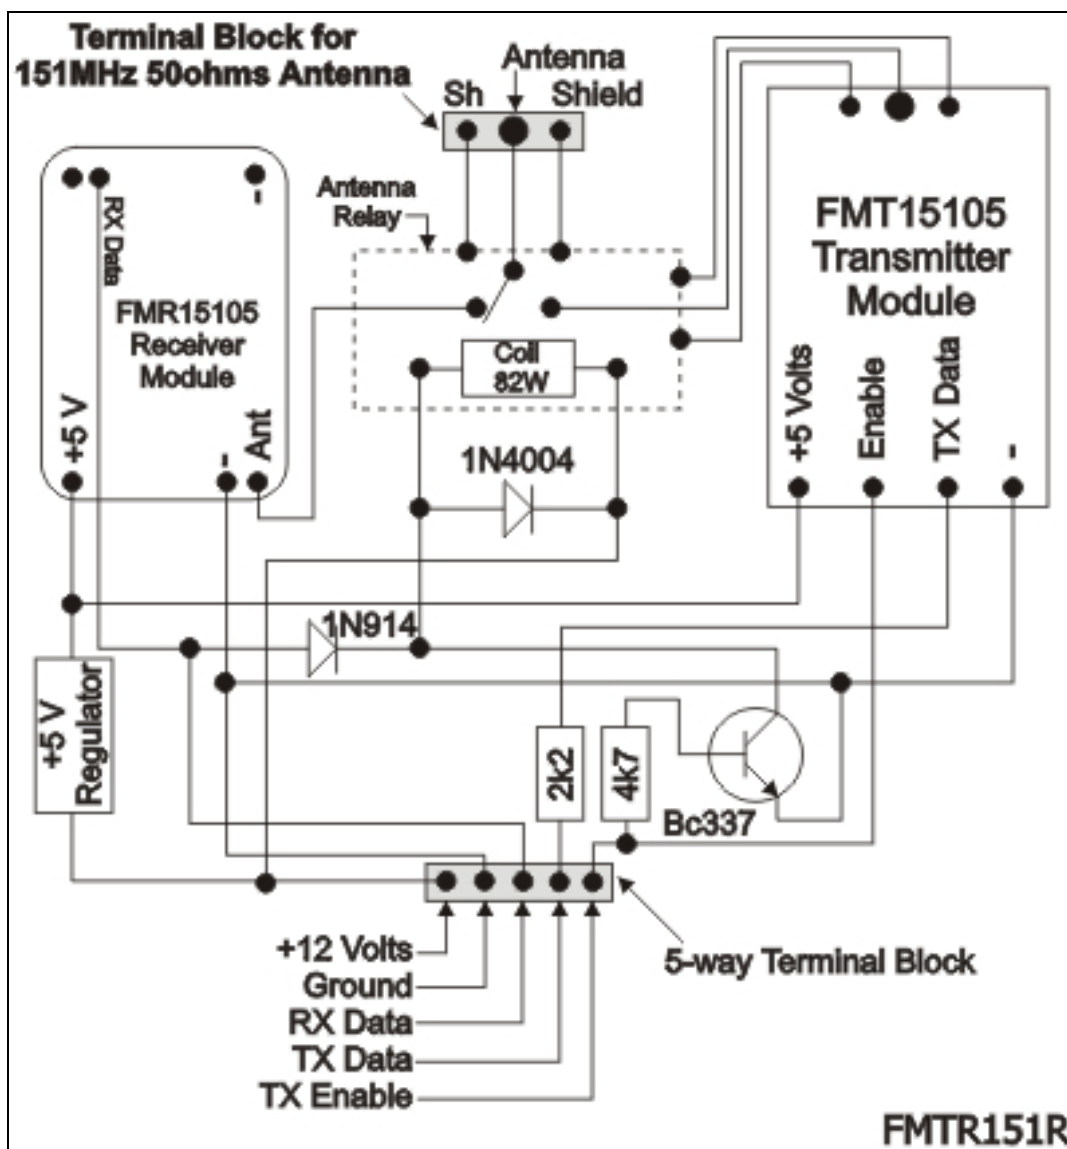 Terminal Block for
151MHz 50ohms Antenna
Antenna
Sh
Shield
Antenna
Relay
RX Data
-
FMR15105
Receiver
Module
+5 V
-
Ant
Coil
82W
1N4004
FMT15105
Transmitter
Module
+5 Volts
Enable
TX Data
-
1N914
+5 V
Regulator
2k2
4k7
Bc337
+12 Volts
Ground
RX Data
TX Data
TX Enable
5-way Terminal Block
FMTR151R